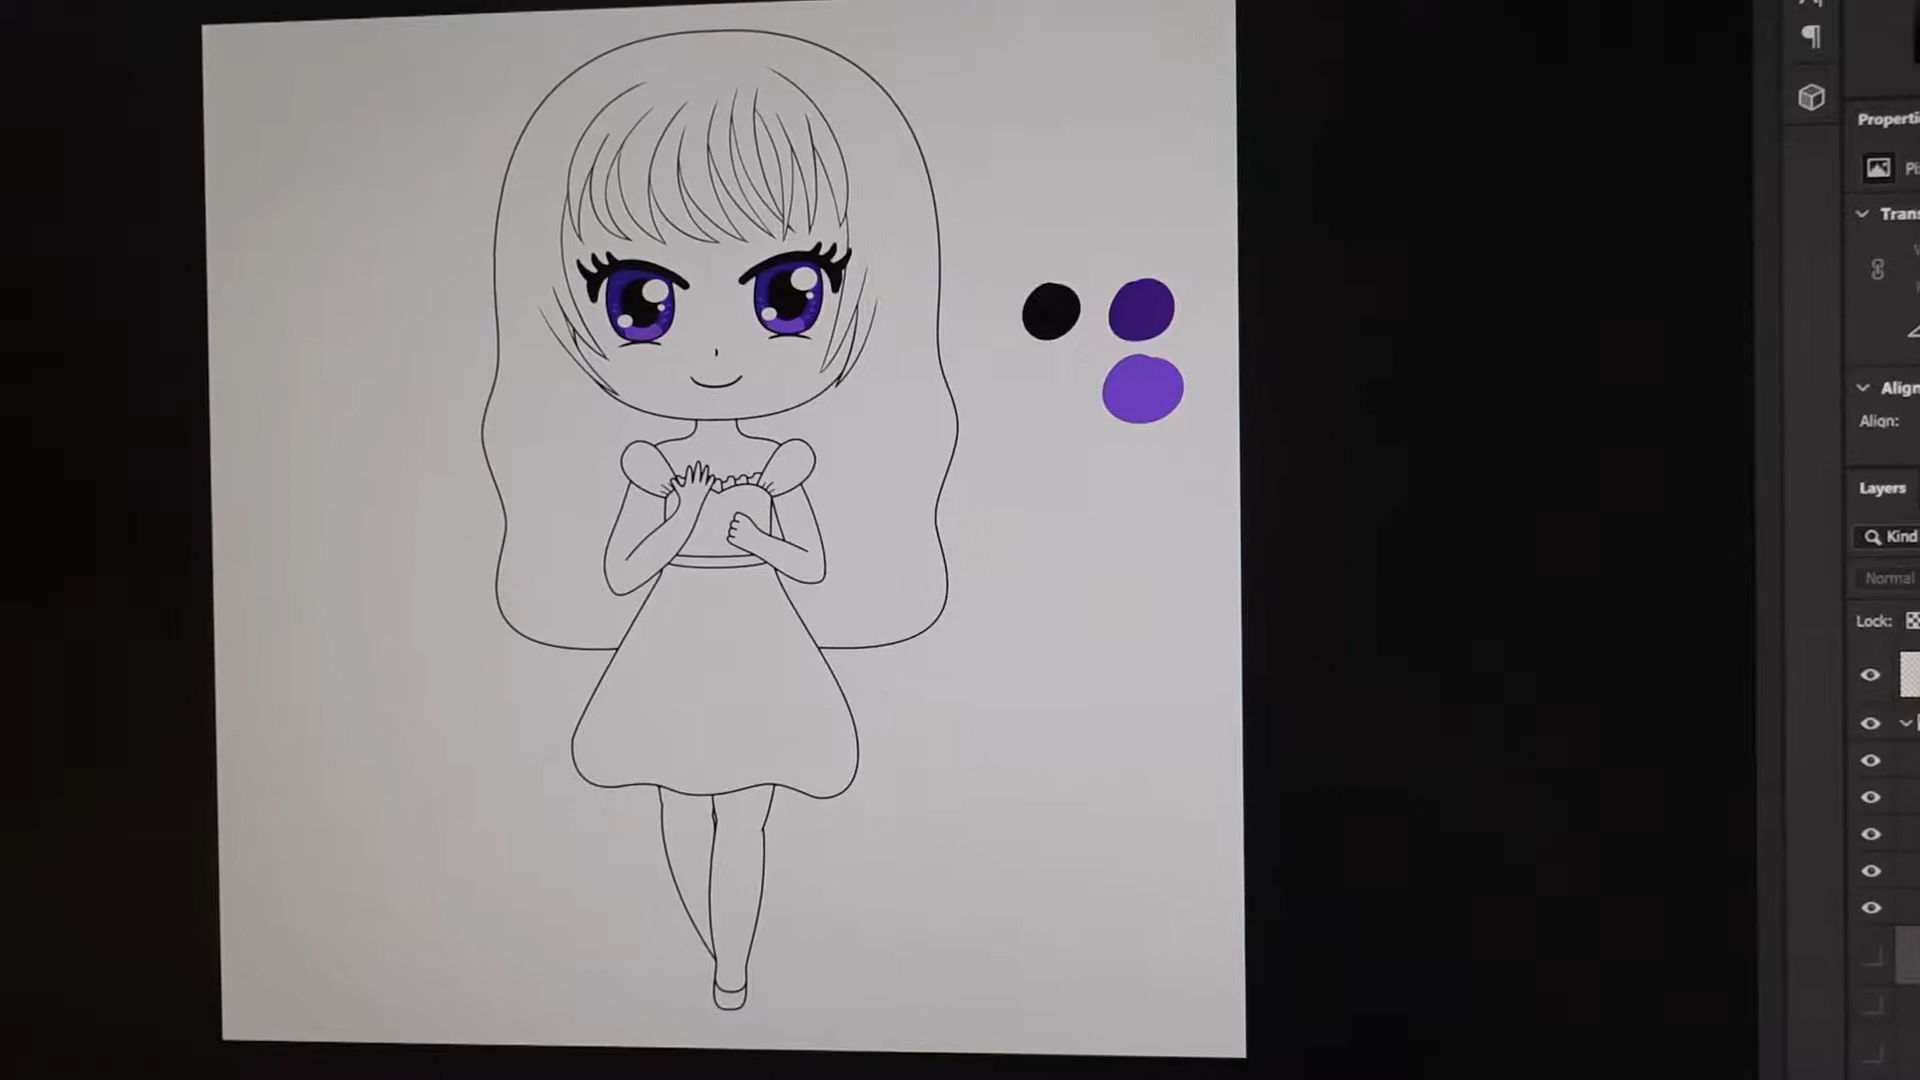 Properti
Pi
Trans
Align
Align:
Layers
Kind
Normal
Lock: